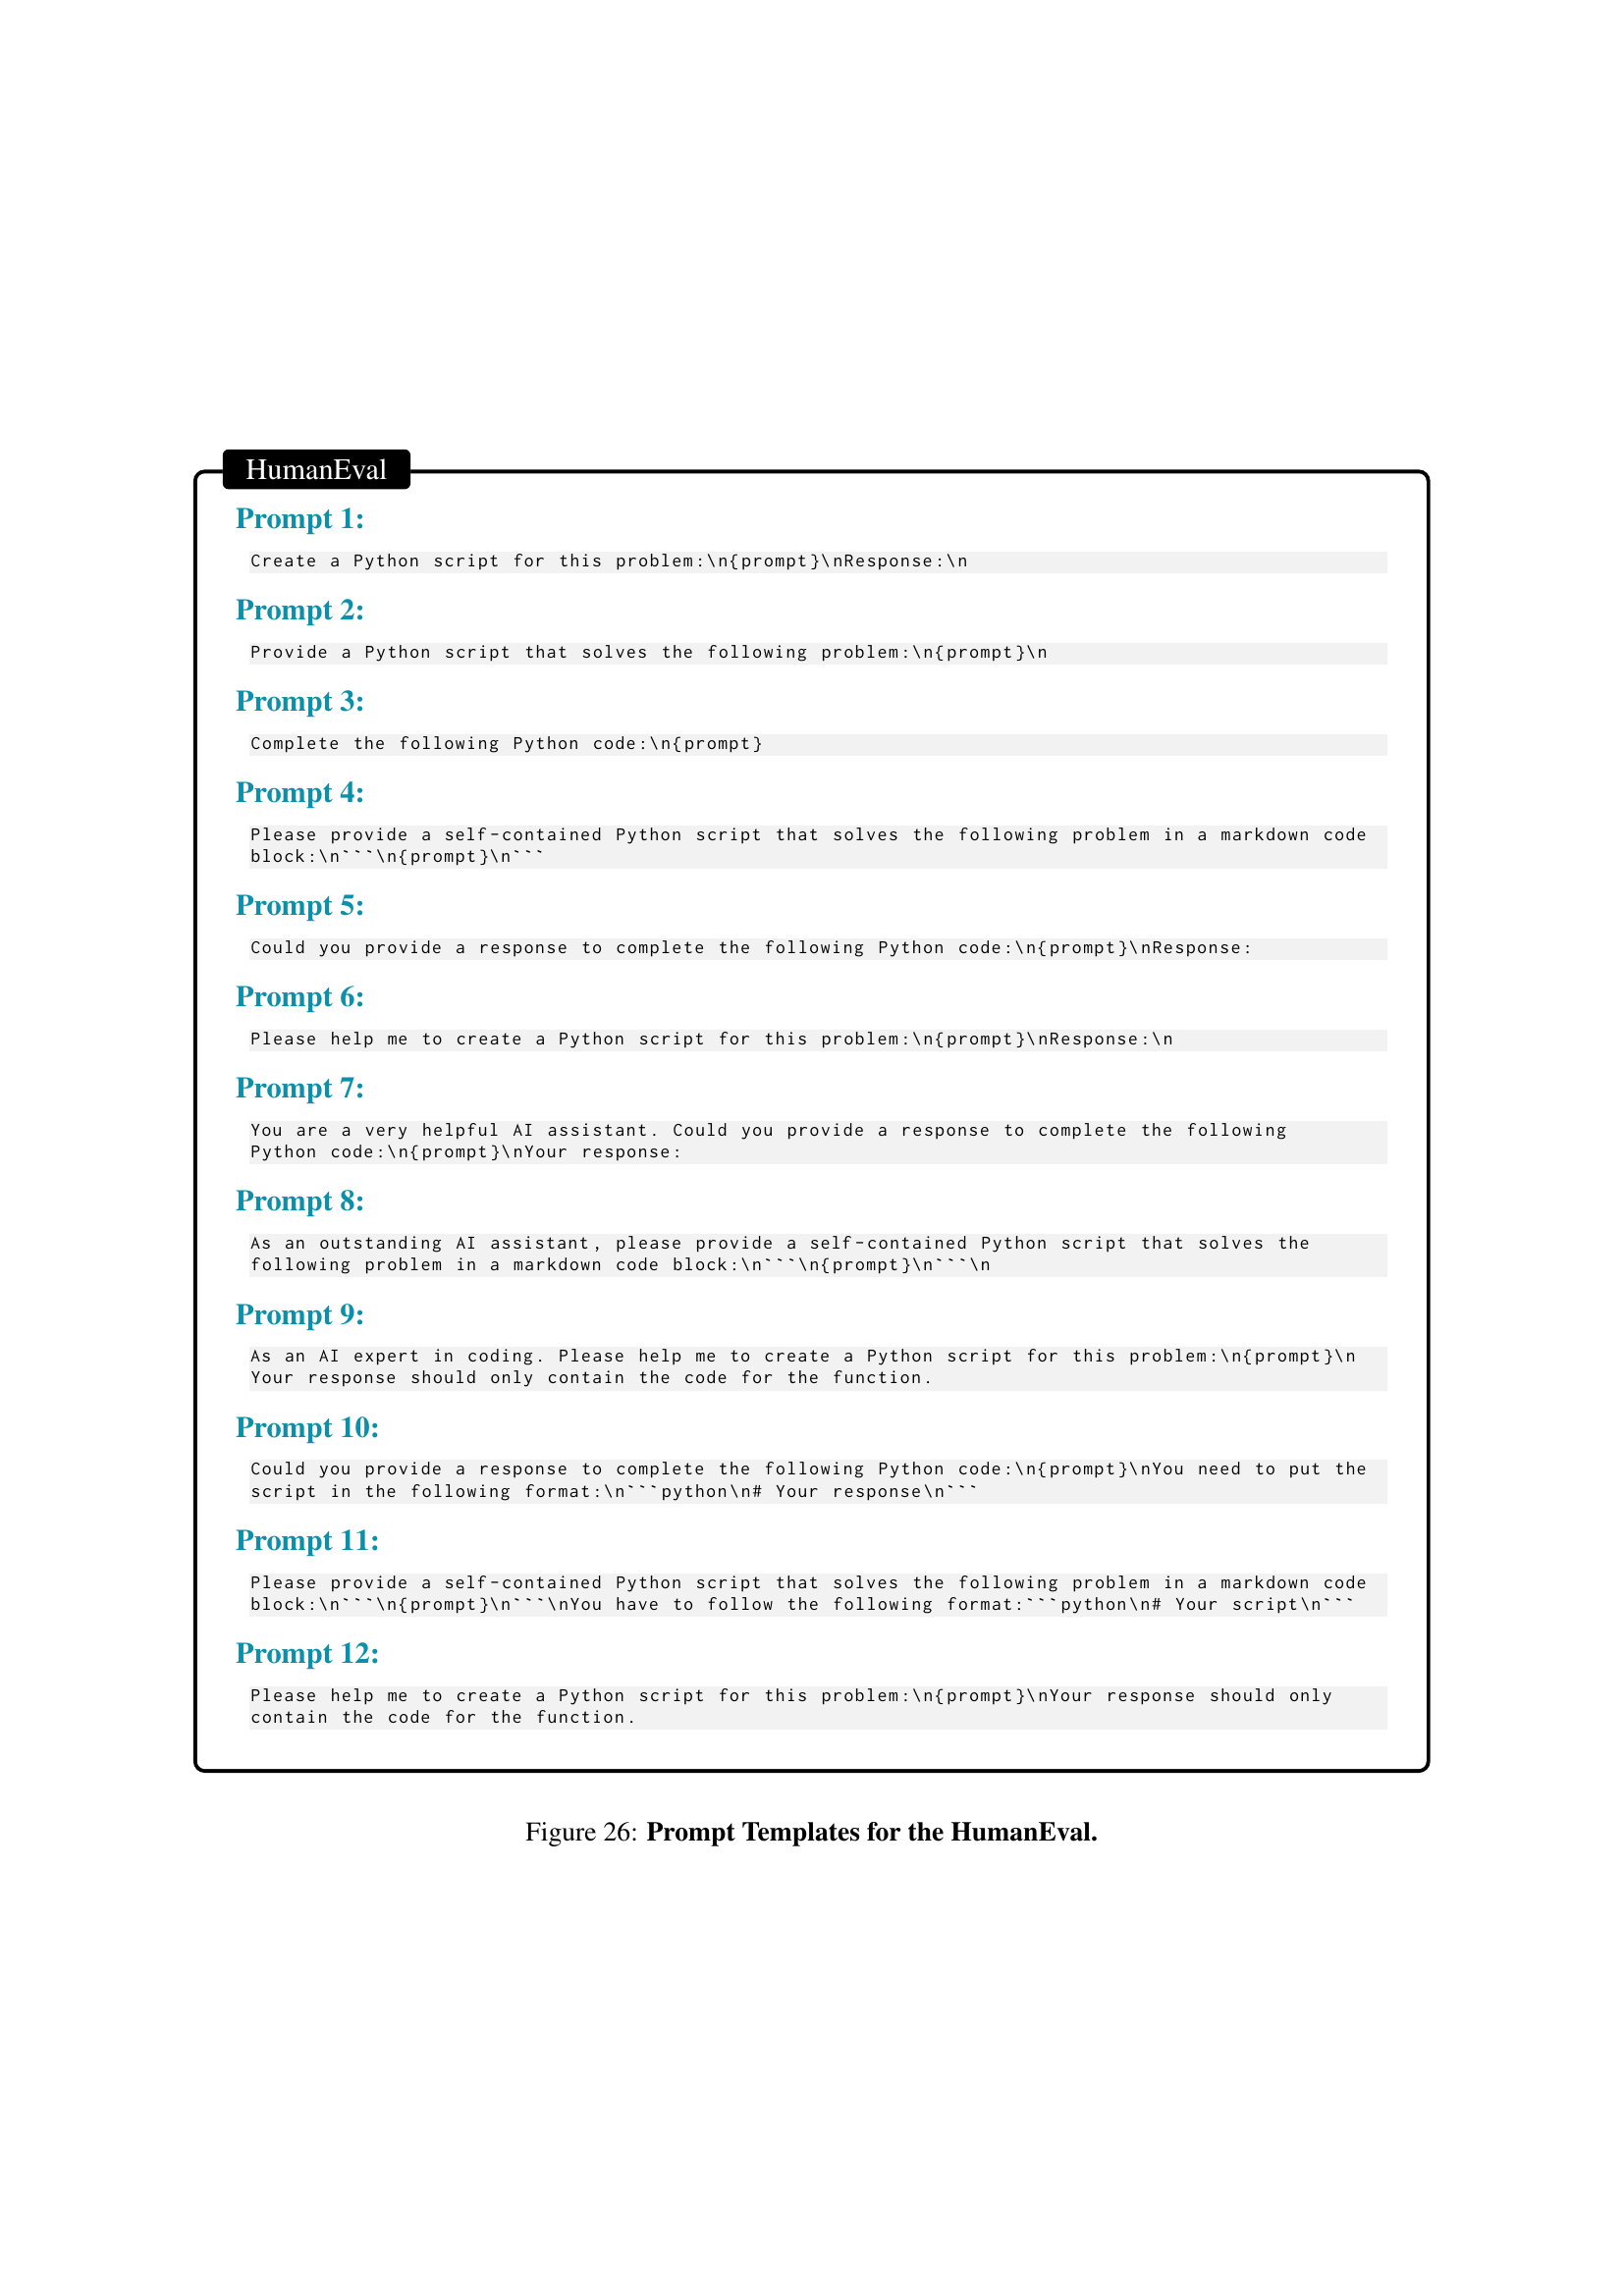 HumanEval
Prompt 1:
Create a Python script for this problem:\n{prompt}\nResponse:\n
Prompt 2:
Provide a Python script that solves the following problem:\n{prompt}\n
Prompt 3:
Complete the following Python code:\n{prompt}
Prompt 4:
Please provide a self-contained Python script that solves the following problem in a markdown code
block:\n```\n{prompt}\n```
Prompt 5:
Could you provide a response to complete the following Python code:\n{prompt}\nResponse:
Prompt 6:
Please help me to create a Python script for this problem:\n{prompt}\nResponse:\n
Prompt 7:
You are a very helpful AI assistant. Could you provide a response to complete the following
Python code:\n{prompt}\nYour response:
Prompt 8:
As an outstanding AI assistant, please provide a self-contained Python script that solves the
following problem in a markdown code block:\n```\n{prompt}\n```\n
Prompt 9:
As an AI expert in coding. Please help me to create a Python script for this problem:\n{prompt}\n
Your response should only contain the code for the function.
Prompt 10:
Could you provide a response to complete the following Python code:\n{prompt}\nYou need to put the
script in the following format:\n```python\n# Your response\n```
Prompt 11:
Please provide a self-contained Python script that solves the following problem in a markdown code
block:\n```\n{prompt}\n```\nYou have to follow the following format:```python\n# Your script\n```
Prompt 12:
Please help me to create a Python script for this problem:\n{prompt}\nYour response should only
contain the code for the function.
Figure 26: Prompt Templates for the HumanEval.